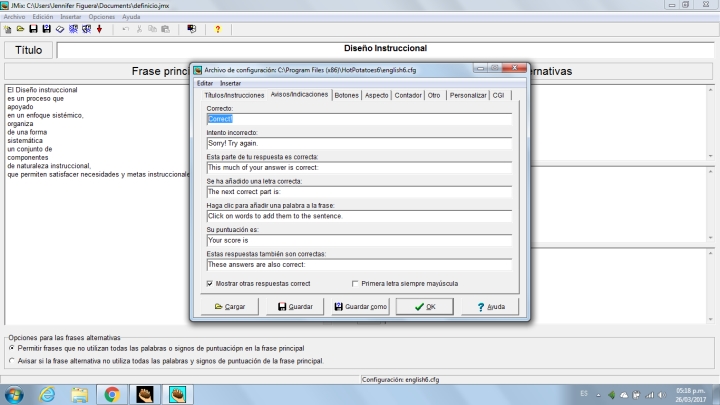 JMix: C:\Users\Jennifer Figuera\Documents\definicio.jmx
Archivo Edición Insertar Gestionar Opciones Ayuda
Título
Diseño Instruccional
Frase princ
ernativas
El Diseño instruccional
es un proceso que
apoyado
en un enfoque sistémico,
organiza
de una forma
sistemática
un conjunto de
componentes
de naturaleza instruccional,
que permiten satisfacer necesidades y metas instruccionale
Archivo de configuración: C:\Program Files (x86)\HotPotatoes6\english6.cfg
Editar Insertar
Títulos/Instrucciones Avisos/Indicaciones Botones Aspecto Contador Otro Personalizar CGI
Correcto:
Correct!
Intento incorrecto:
Sorry! Try again.
Esta parte de tu respuesta es correcta:
This much of your answer is correct:
Se ha añadido una letra correcta:
The next correct part is:
Haga clic para añadir una palabra a la frase:
Click on words to add them to the sentence.
Su puntuación es:
Your score is
Estas respuestas también son correctas:
These answers are also correct:
Mostrar otras respuestas correct
Primera letra siempre mayúscula
Cargar Guardar Guardar como OK Ayuda
Opciones para las frases alternativas
Permitir frases que no utilizan todas las palabras o signos de puntuación en la frase principal
Avisar si la frase alternativa no utiliza todas las palabras y signos de puntuación de la frase principal.
Configuración: english6.cfg
ES
05:18 p.m.
26/03/2017